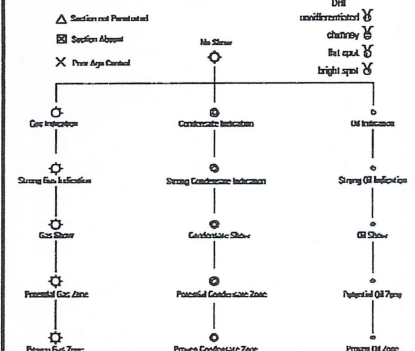 DHI
Section not Penetrated
undifferentiated
Section Absent
chimney
Poor Age Control
flat spot
bright spot
No Show
Gas Indication
Condensate Indication
Oil Indication
Strong Gas Indication
Strong Condensate Indication
Strong Oil Indication
Gas Show
Condensate Show
Oil Show
Potential Gas Zone
Potential Condensate Zone
Potential Oil Zone
Proven Gas Zone
Proven Condensate Zone
Proven Oil Zone